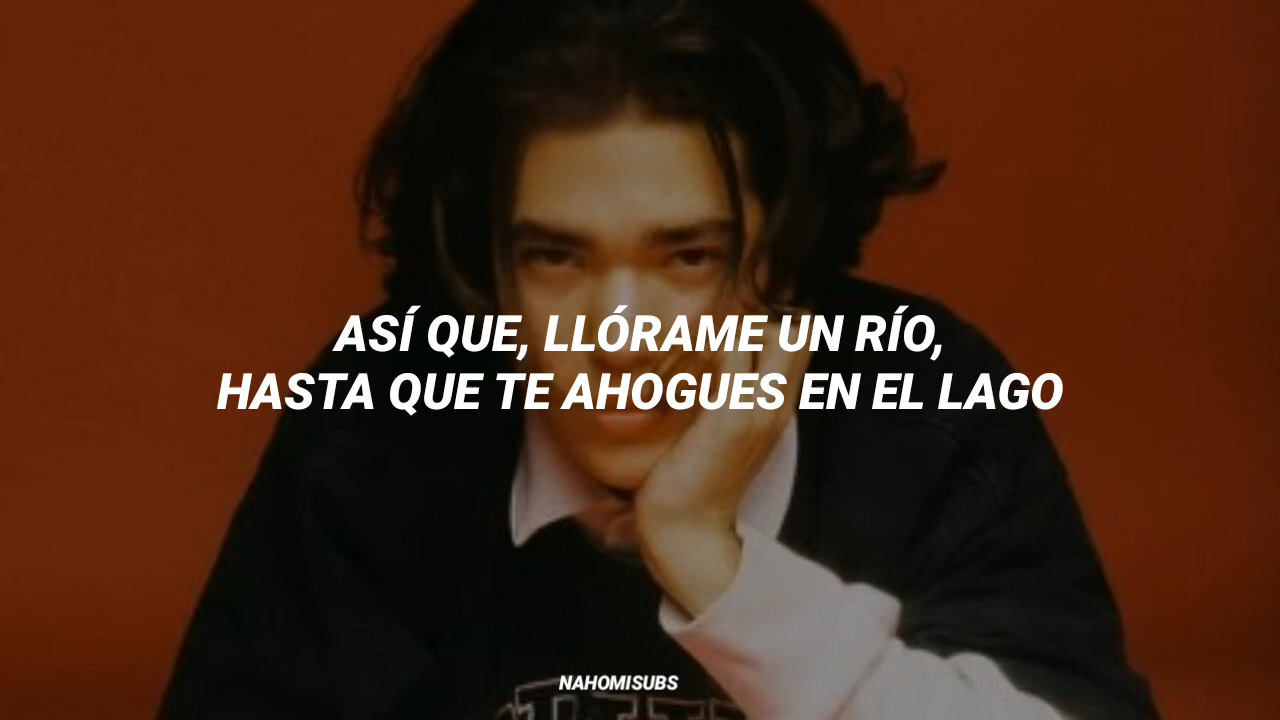 ASÍ QUE, LLÓRAME UN RÍO,
HASTA QUE TE AHOGUES EN EL LAGO
NAHOMISUBS